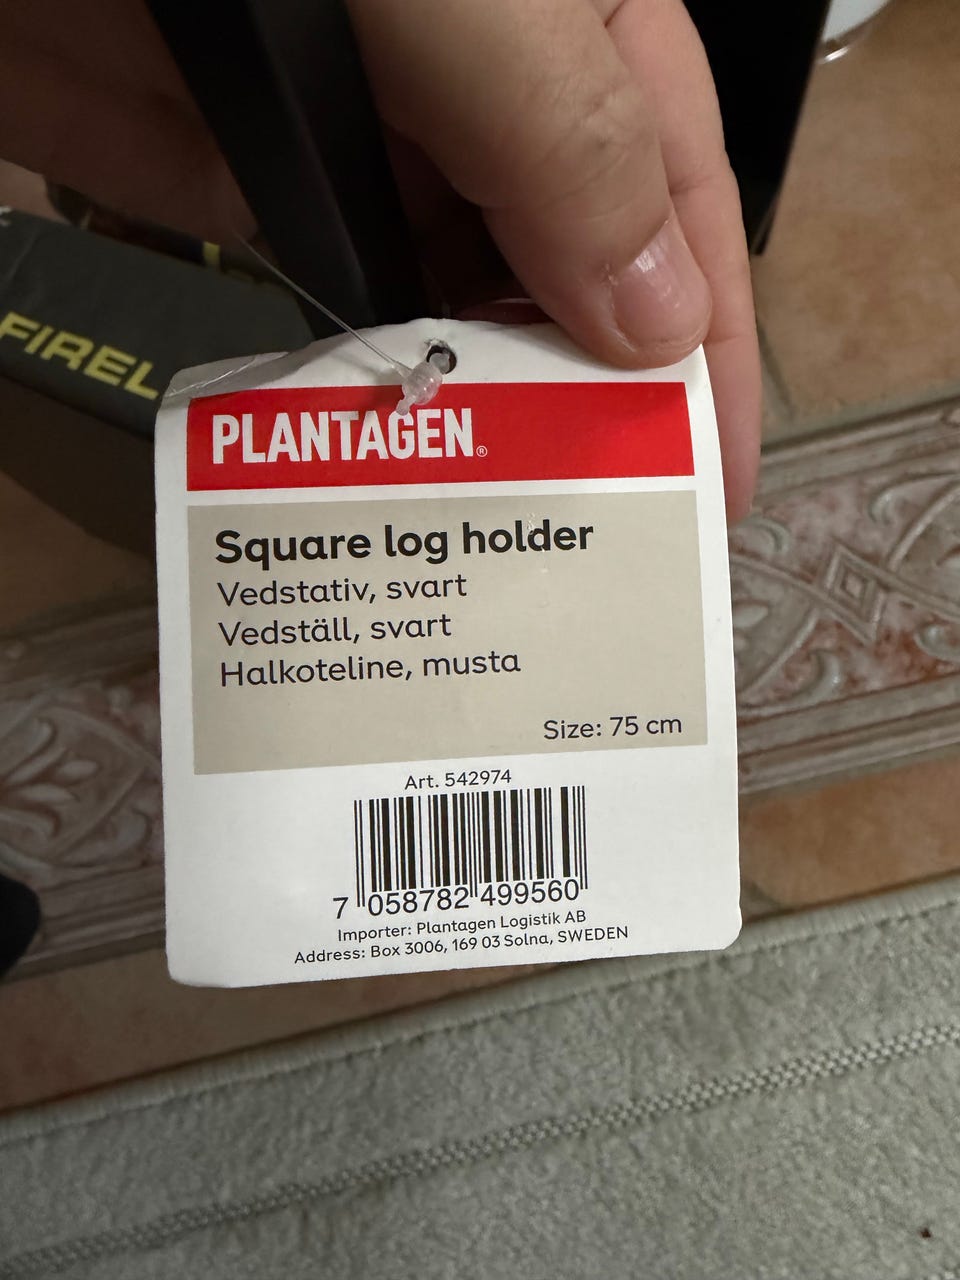 FIREL
PLANTAGEN®
Square log holder
Vedstativ, svart
Vedställ, svart
Halkoteline, musta
Size: 75 cm
Art. 542974
7 058782 499560
Importer: Plantagen Logistik AB
Address: Box 3006, 169 03 Solna, SWEDEN